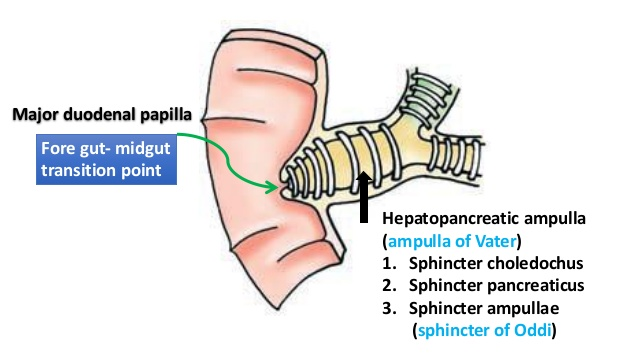 Major duodenal papilla
Fore gut- midgut
transition point
Hepatopancreatic ampulla
(ampulla of Vater)
1. Sphincter choledochus
2. Sphincter pancreaticus
3. Sphincter ampullae
(sphincter of Oddi)